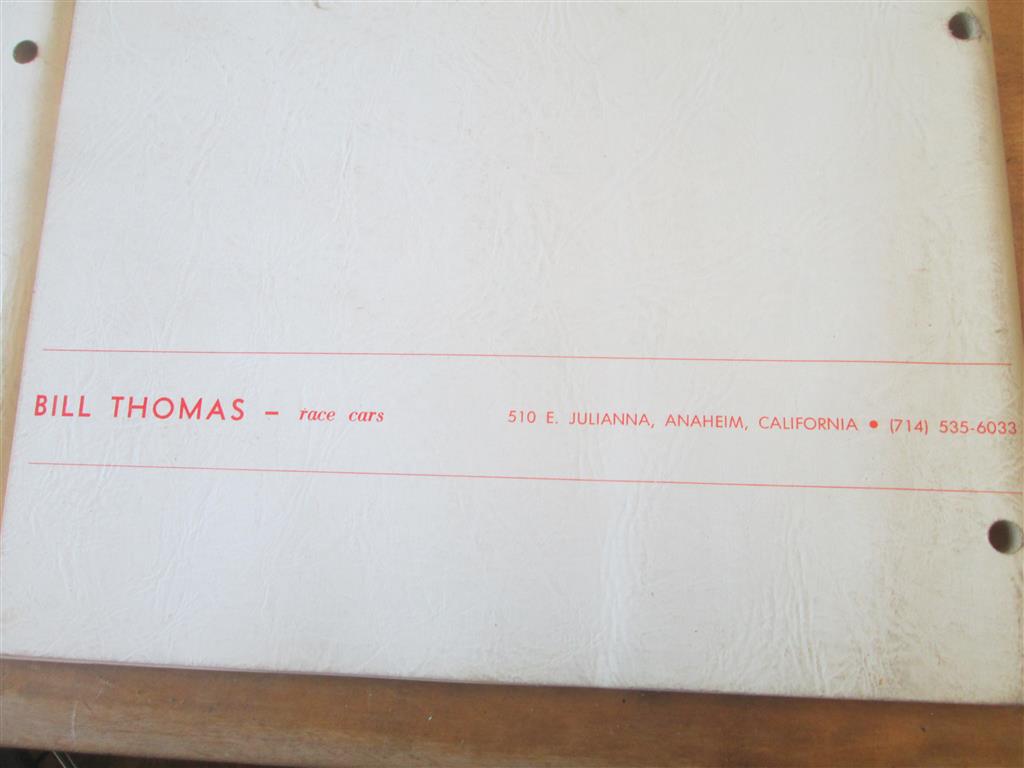 BILL THOMAS – race cars 510 E. JULIANNA, ANAHEIM, CALIFORNIA • (714) 535-6033